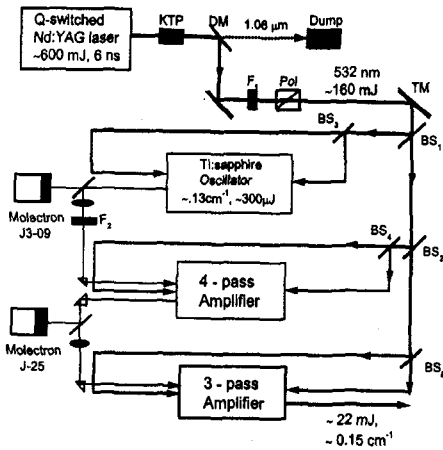 Q-switched
Nd:YAG laser
~600 mJ, 6 ns
KTP
DM
1.06 μm
Dump
F1
Pol
532 nm
~160 mJ
TM
BS3
BS1
Ti:sapphire
Oscillator
~.13cm⁻¹, ~300μJ
Molectron
J3-09
F2
BS4
BS2
4 - pass
Amplifier
Molectron
J-25
BS5
3 - pass
Amplifier
~ 22 mJ,
~ 0.15 cm⁻¹